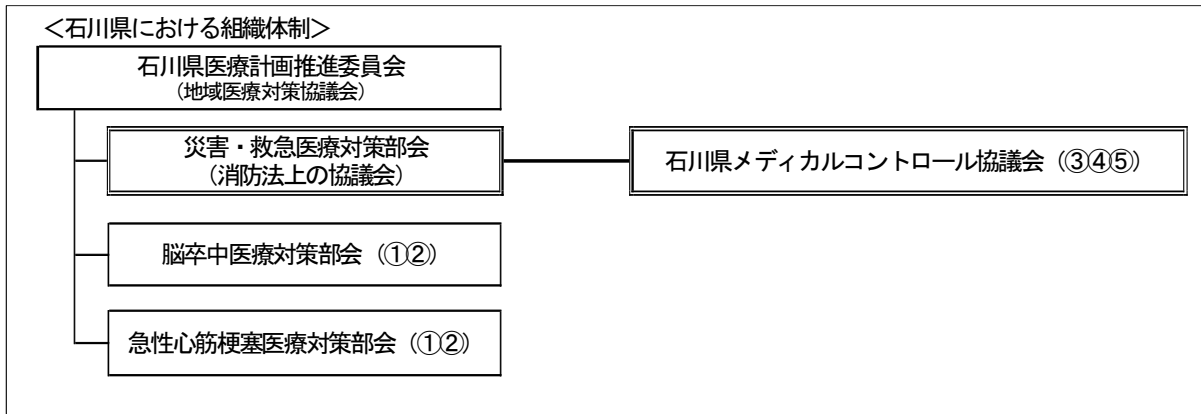 ＜石川県における組織体制＞
石川県医療計画推進委員会
（地域医療対策協議会）
災害・救急医療対策部会
（消防法上の協議会）
石川県メディカルコントロール協議会（③④⑤）
脳卒中医療対策部会（①②）
急性心筋梗塞医療対策部会（①②）